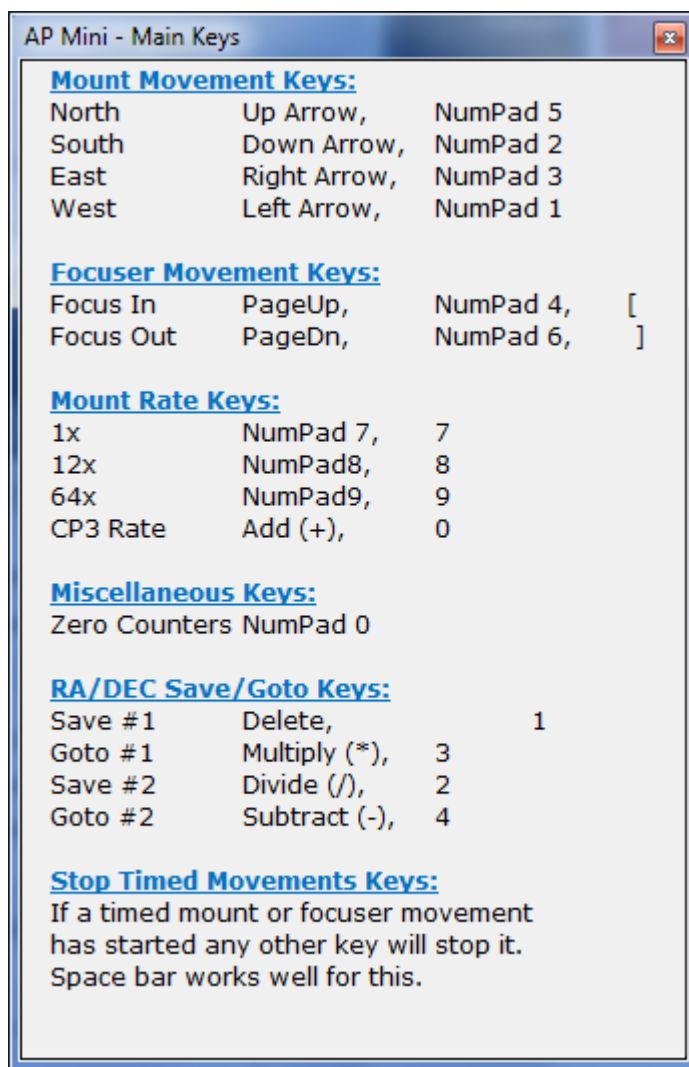 AP Mini - Main Keys
Mount Movement Keys:
North Up Arrow, NumPad 5
South Down Arrow, NumPad 2
East Right Arrow, NumPad 3
West Left Arrow, NumPad 1
Focuser Movement Keys:
Focus In PageUp, NumPad 4, [
Focus Out PageDn, NumPad 6, ]
Mount Rate Keys:
1x NumPad 7, 7
12x NumPad8, 8
64x NumPad9, 9
CP3 Rate Add (+), 0
Miscellaneous Keys:
Zero Counters NumPad 0
RA/DEC Save/Goto Keys:
Save #1 Delete, 1
Goto #1 Multiply (*), 3
Save #2 Divide (/), 2
Goto #2 Subtract (-), 4
Stop Timed Movements Keys:
If a timed mount or focuser movement
has started any other key will stop it.
Space bar works well for this.